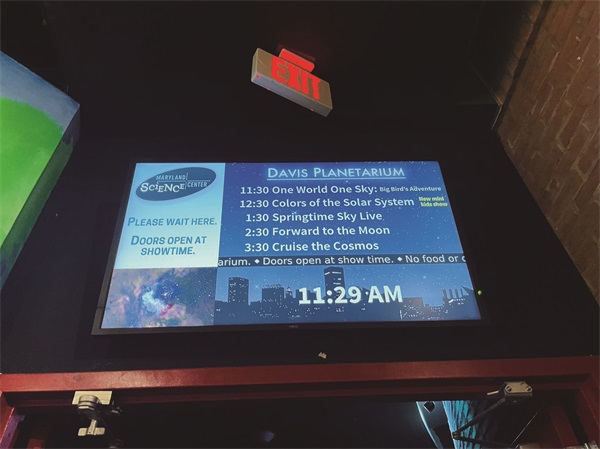 EXIT
MARYLAND
SCIENCE CENTER
PLEASE WAIT HERE.
DOORS OPEN AT
SHOWTIME.
DAVIS PLANETARIUM
11:30 One World One Sky: Big Bird's Adventure
12:30 Colors of the Solar System New mini kids show
1:30 Springtime Sky Live
2:30 Forward to the Moon
3:30 Cruise the Cosmos
arium. ◆ Doors open at show time. ◆ No food or
11:29 AM